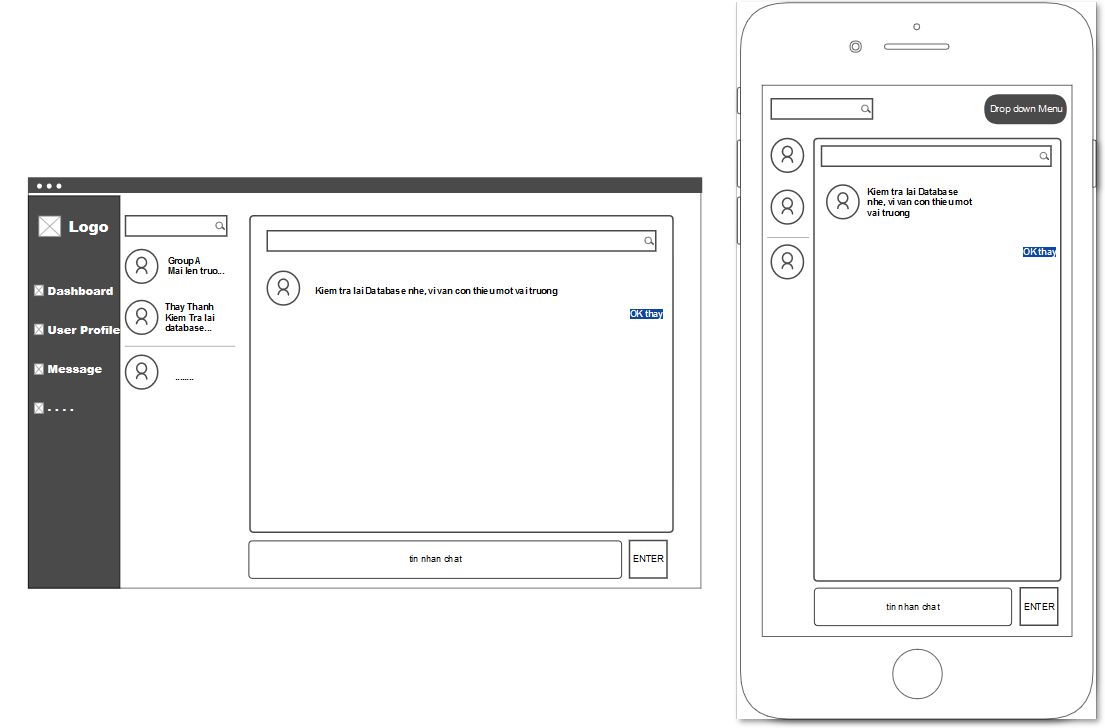 Logo
Dashboard
User Profile
Message
. . . .
Group A
Mai len truo...
Thay Thanh
Kiem Tra lai
database...
........
Kiem tra lai Database nhe, vi van con thieu mot vai truong
OK thay
tin nhan chat
ENTER
Drop down Menu
Kiem tra lai Database
nhe, vi van con thieu mot
vai truong
OK thay
tin nhan chat
ENTER